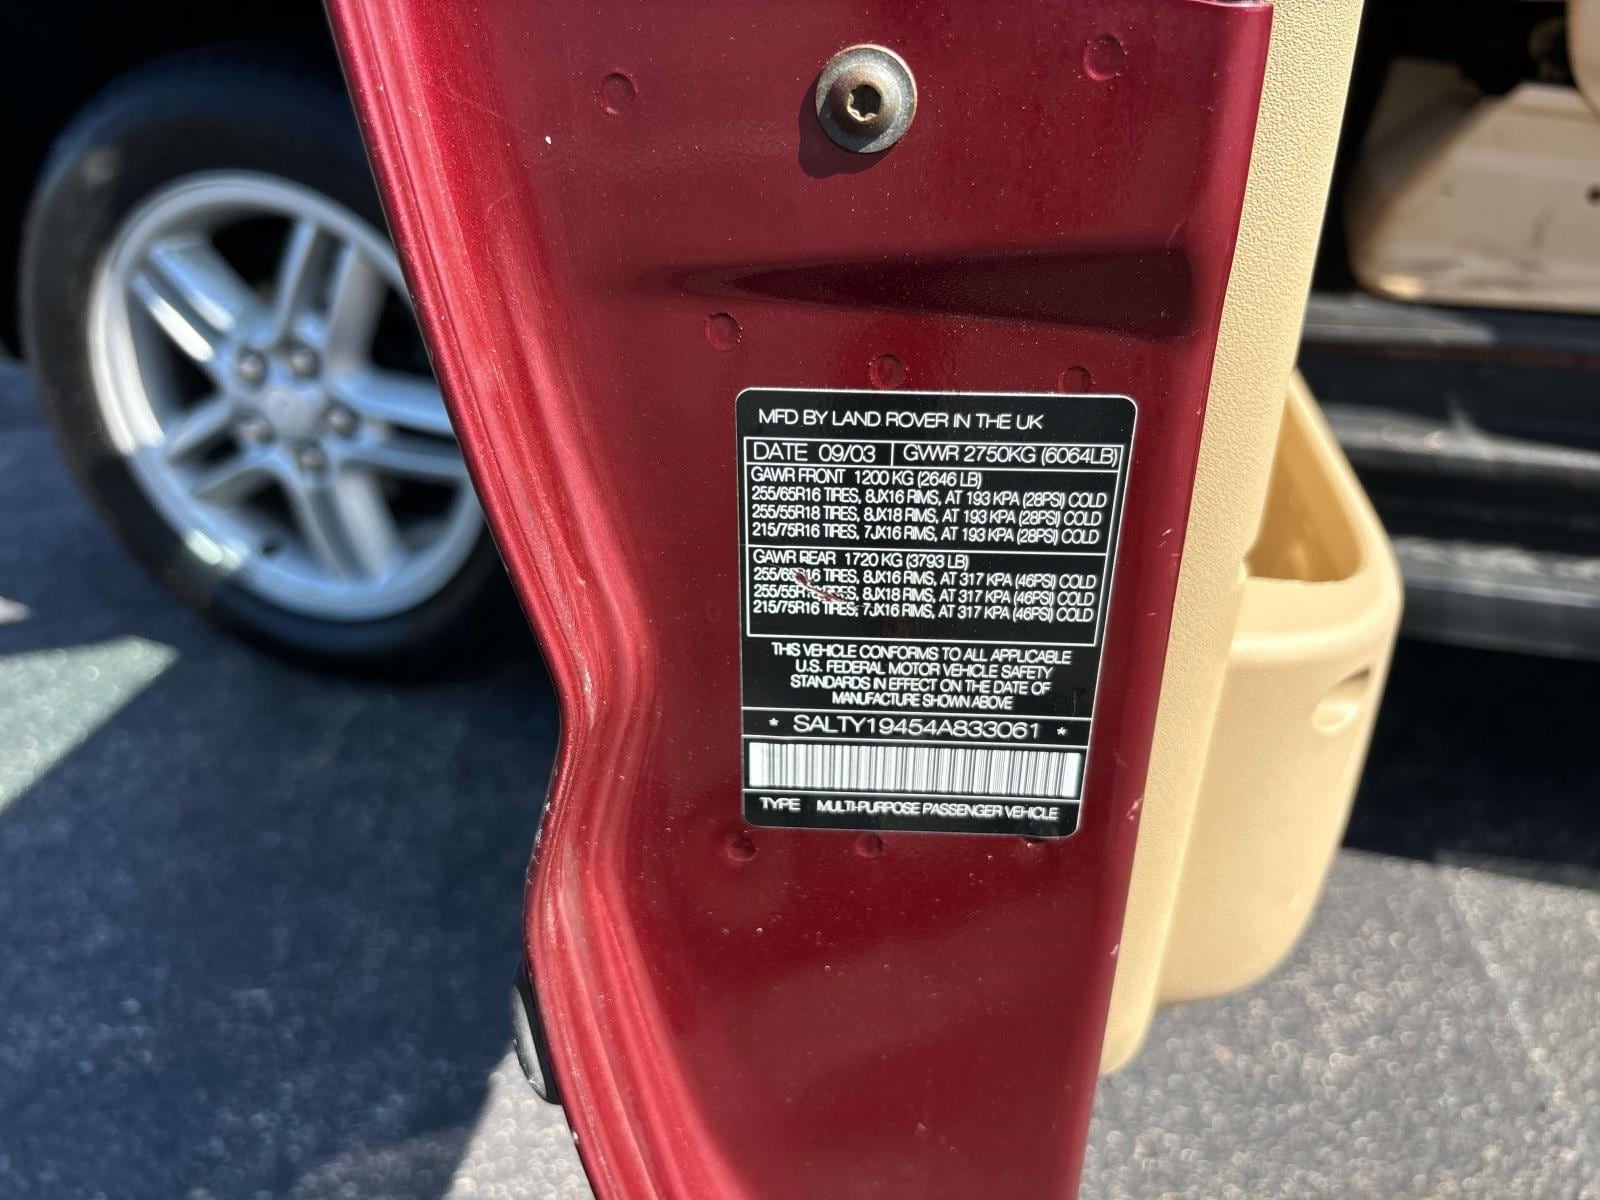 MFD BY LAND ROVER IN THE UK
DATE 09/03 GVWR 2750KG (6064LB)
GAWR FRONT 1200 KG (2646 LB)
255/65R16 TIRES, 8JX16 RIMS, AT 193 KPA (28PSI) COLD
255/55R18 TIRES, 8JX18 RIMS, AT 193 KPA (28PSI) COLD
215/75R16 TIRES, 7JX16 RIMS, AT 193 KPA (28PSI) COLD
GAWR REAR 1720 KG (3793 LB)
255/65R16 TIRES, 8JX16 RIMS, AT 317 KPA (46PSI) COLD
255/55R18 TIRES, 8JX18 RIMS, AT 317 KPA (46PSI) COLD
215/75R16 TIRES, 7JX16 RIMS, AT 317 KPA (46PSI) COLD
THIS VEHICLE CONFORMS TO ALL APPLICABLE
U.S. FEDERAL MOTOR VEHICLE SAFETY
STANDARDS IN EFFECT ON THE DATE OF
MANUFACTURE SHOWN ABOVE
* SALTY19454A833061 *
TYPE MULTI-PURPOSE PASSENGER VEHICLE